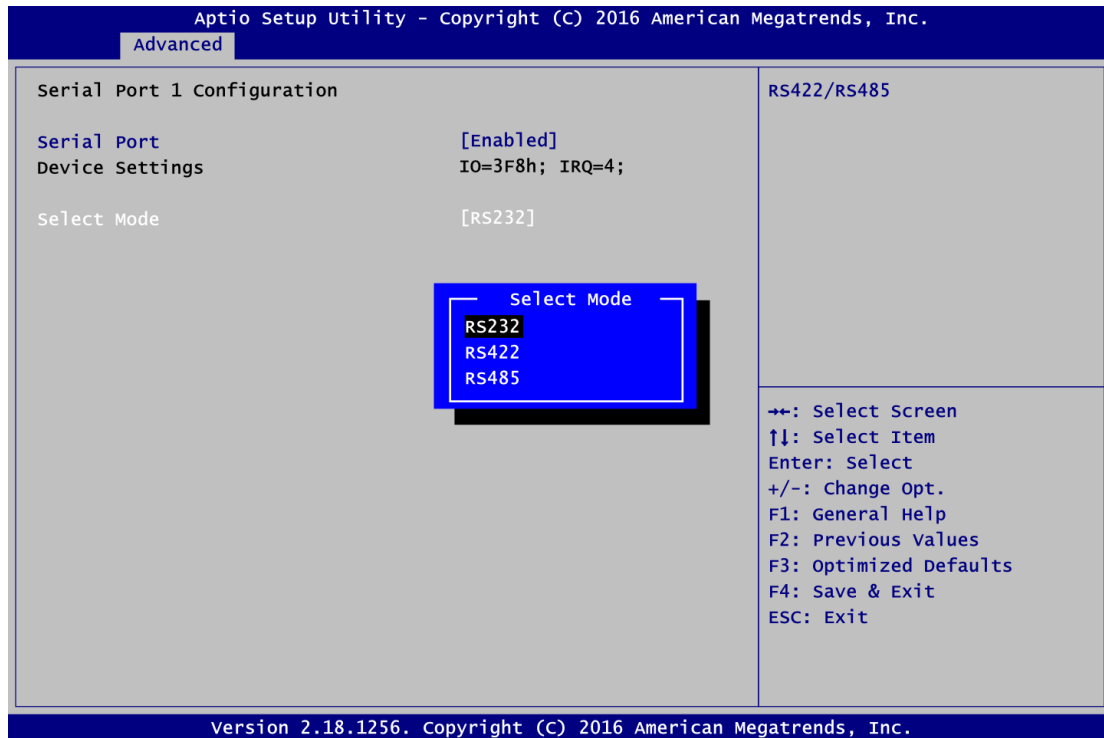 Aptio Setup Utility – Copyright (C) 2016 American Megatrends, Inc.
Advanced
Serial Port 1 Configuration
Serial Port [Enabled]
Device Settings IO=3F8h; IRQ=4;
Select Mode [RS232]
Select Mode
RS232
RS422
RS485
RS422/RS485
→←: Select Screen
↑↓: Select Item
Enter: Select
+/-: Change Opt.
F1: General Help
F2: Previous Values
F3: Optimized Defaults
F4: Save & Exit
ESC: Exit
Version 2.18.1256. Copyright (C) 2016 American Megatrends, Inc.